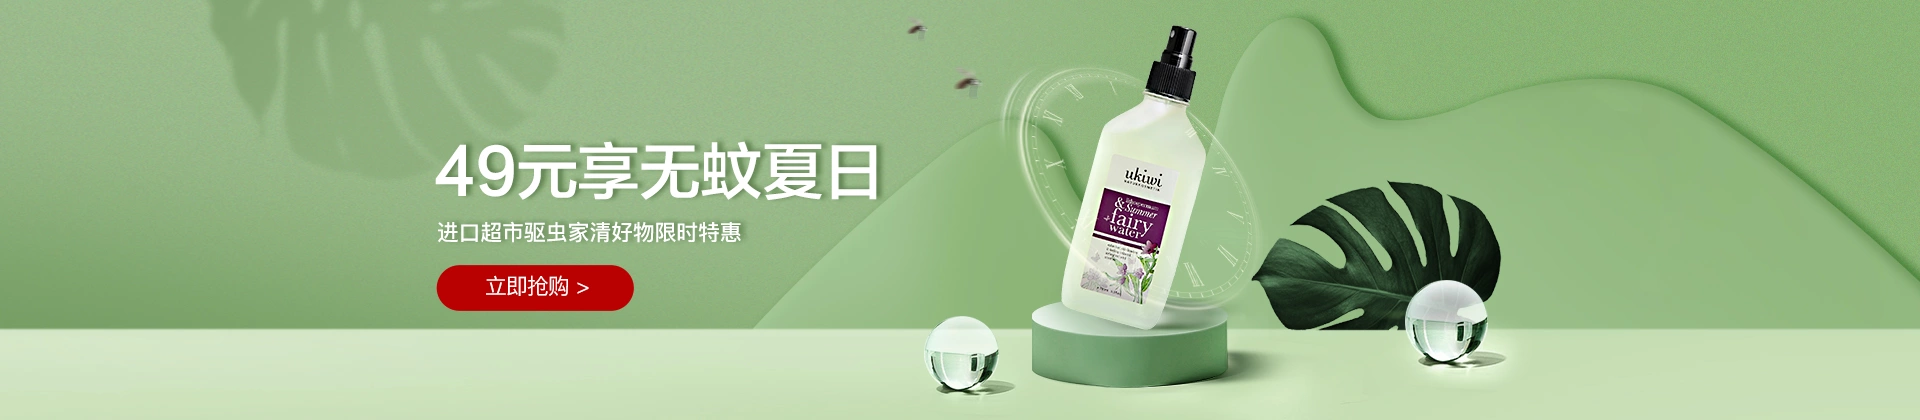 49元享无蚊夏日
进口超市驱虫家清好物限时特惠
立即抢购 >
ukiwi
& Summer
fairy
water